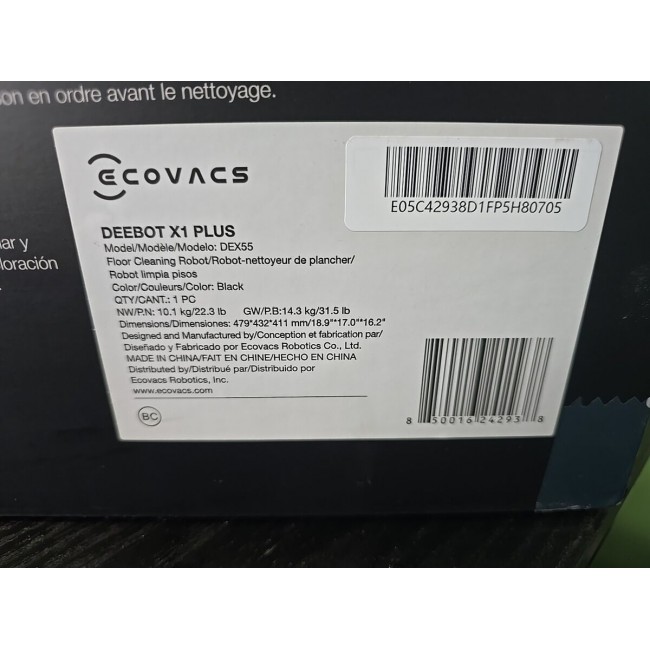 on en ordre avant le nettoyage.
ECOVACS
E05C42938D1FP5H80705
DEEBOT X1 PLUS
Model/Modèle/Modelo: DEX55
Floor Cleaning Robot/Robot-nettoyeur de plancher/
Robot limpia pisos
Color/Couleurs/Color: Black
QTY/CANT.: 1 PC
NW/P.N: 10.1 kg/22.3 lb GW/P.B:14.3 kg/31.5 lb
Dimensions/Dimensiones: 479*432*411 mm/18.9"*17.0"*16.2"
Designed and Manufactured by/Conception et fabrication par/
Diseñado y Fabricado por Ecovacs Robotics Co., Ltd.
MADE IN CHINA/FAIT EN CHINE/HECHO EN CHINA
Distributed by/Distribué par/Distribuido por
Ecovacs Robotics, Inc.
www.ecovacs.com
BC
8 50016 24293 8
ar y
loración